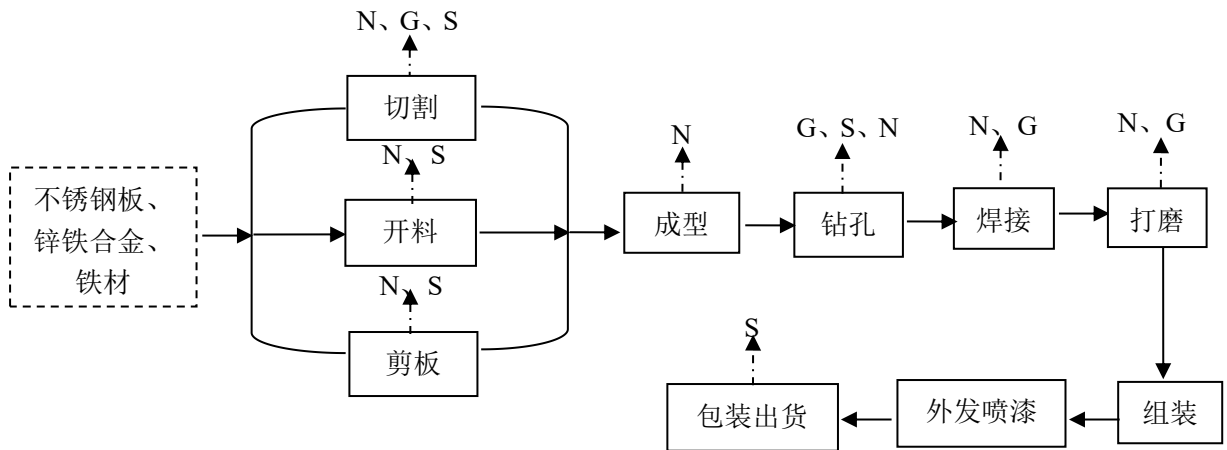 N、G、S
切割
N、S
开料
N、S
剪板
不锈钢板、
锌铁合金、
铁材
N
成型
G、S、N
钻孔
N、G
焊接
N、G
打磨
组装
外发喷漆
S
包装出货